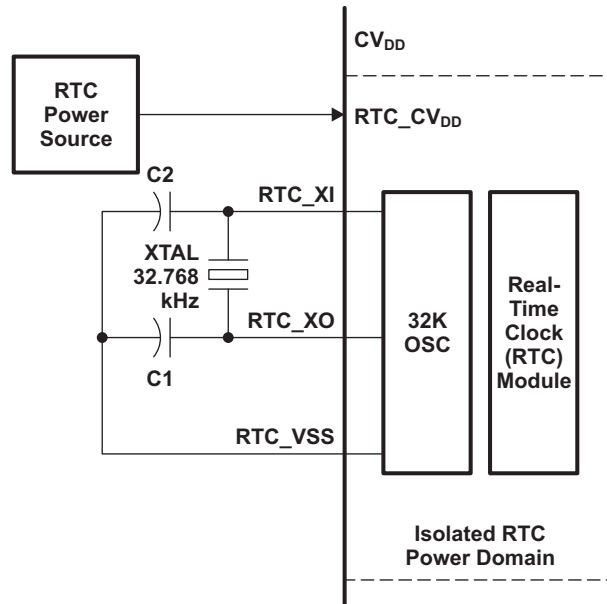 CVDD
RTC
Power
Source
RTC_CVDD
C2
RTC_XI
XTAL
32.768
kHz
RTC_XO
C1
RTC_VSS
32K
OSC
Real-
Time
Clock
(RTC)
Module
Isolated RTC
Power Domain